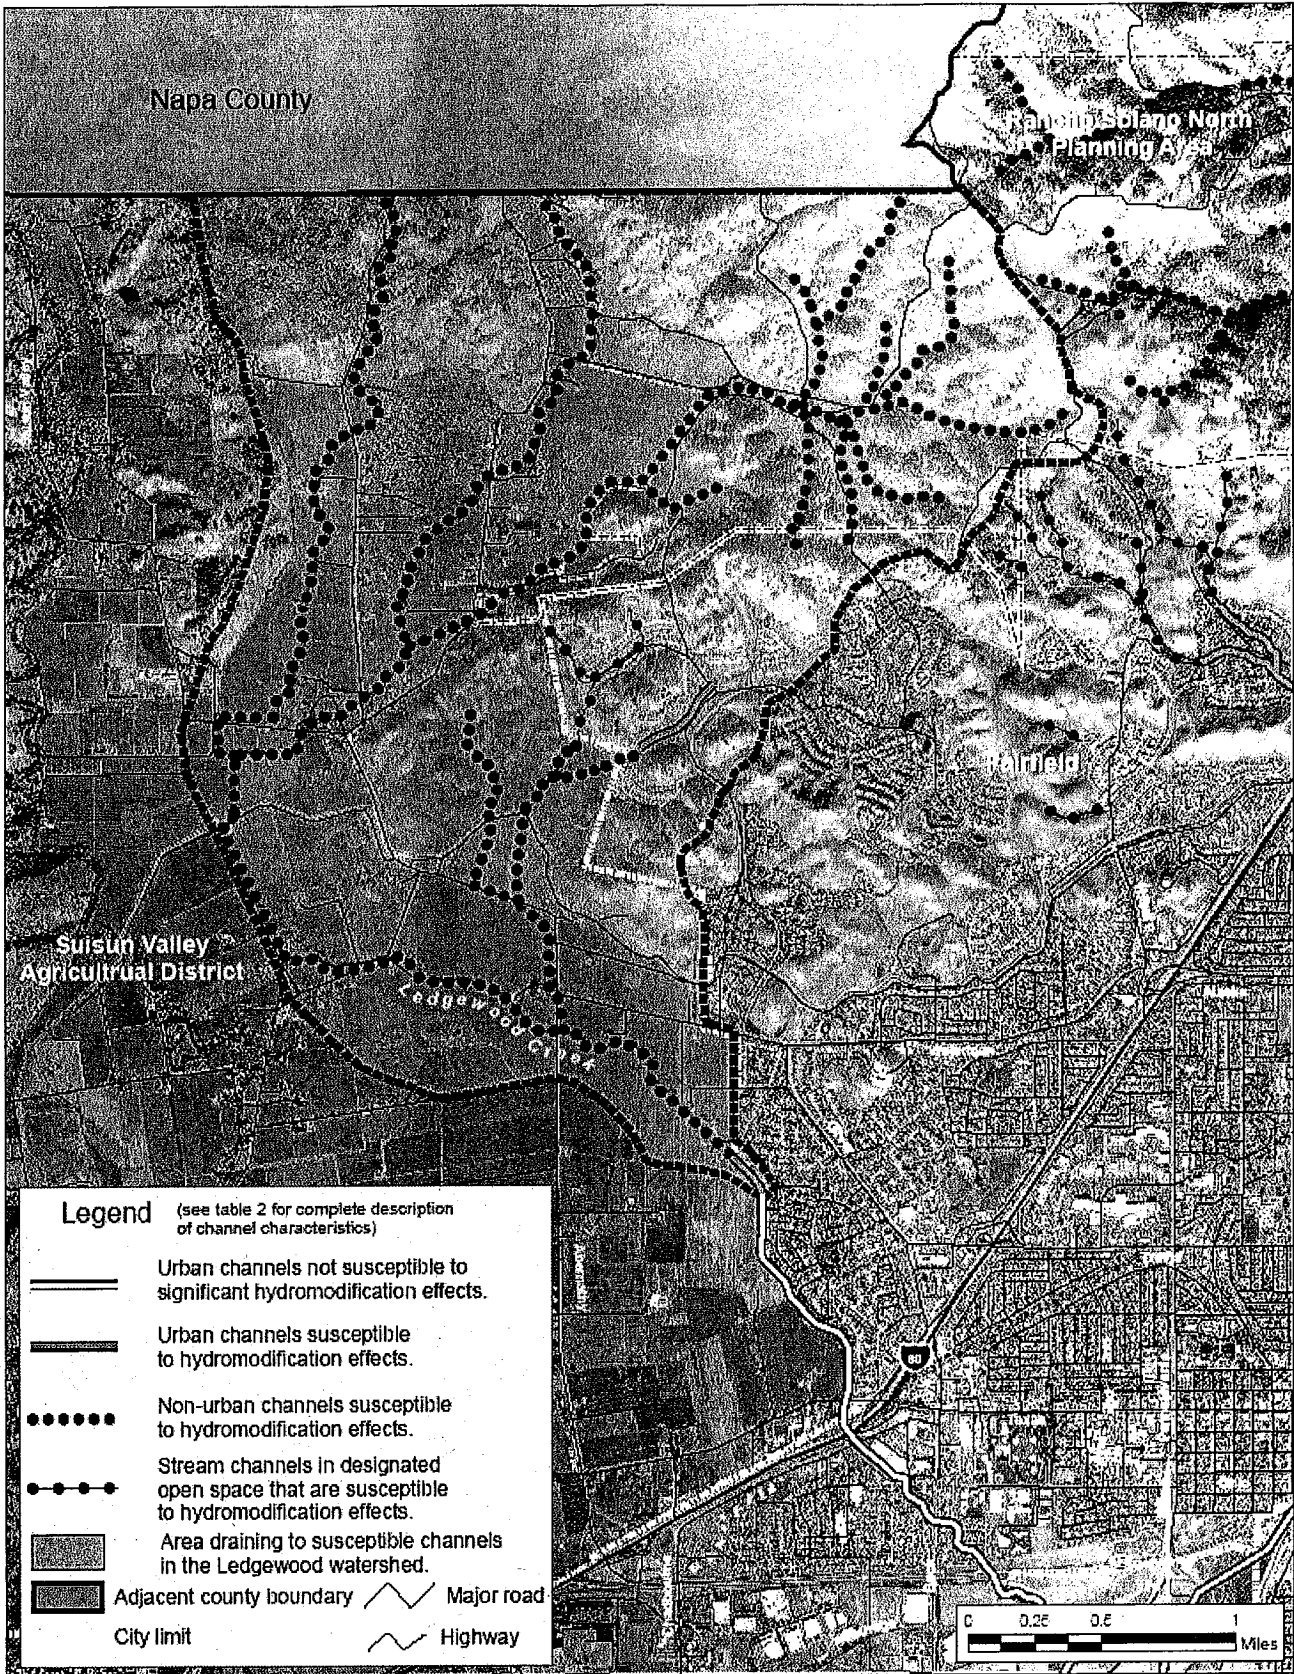 Napa County
Rancho Solano North
Planning Area
Fairfield
Suisun Valley
Agricultrual District
Ledgewood
Creek
80
Legend (see table 2 for complete description
of channel characteristics)
Urban channels not susceptible to
significant hydromodification effects.
Urban channels susceptible
to hydromodification effects.
Non-urban channels susceptible
to hydromodification effects.
Stream channels in designated
open space that are susceptible
to hydromodification effects.
Area draining to susceptible channels
in the Ledgewood watershed.
Adjacent county boundary Major road
City limit Highway
0 0.25 0.5 1
Miles